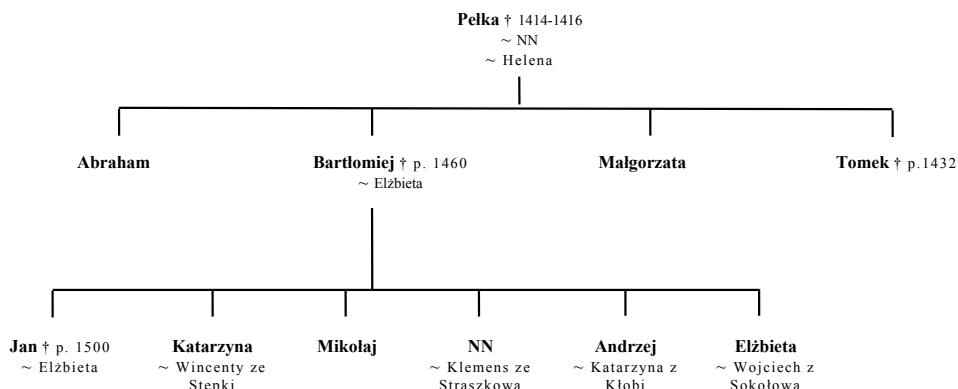 Pełka † 1414-1416
~ NN
~ Helena
Abraham
Bartłomiej † p. 1460
~ Elżbieta
Małgorzata
Tomek † p.1432
Jan † p. 1500
~ Elżbieta
Katarzyna
~ Wincenty ze
Stępki
Mikołaj
NN
~ Klemens ze
Straszkowa
Andrzej
~ Katarzyna z
Kłobi
Elżbieta
~ Wojciech z
Sokołowa